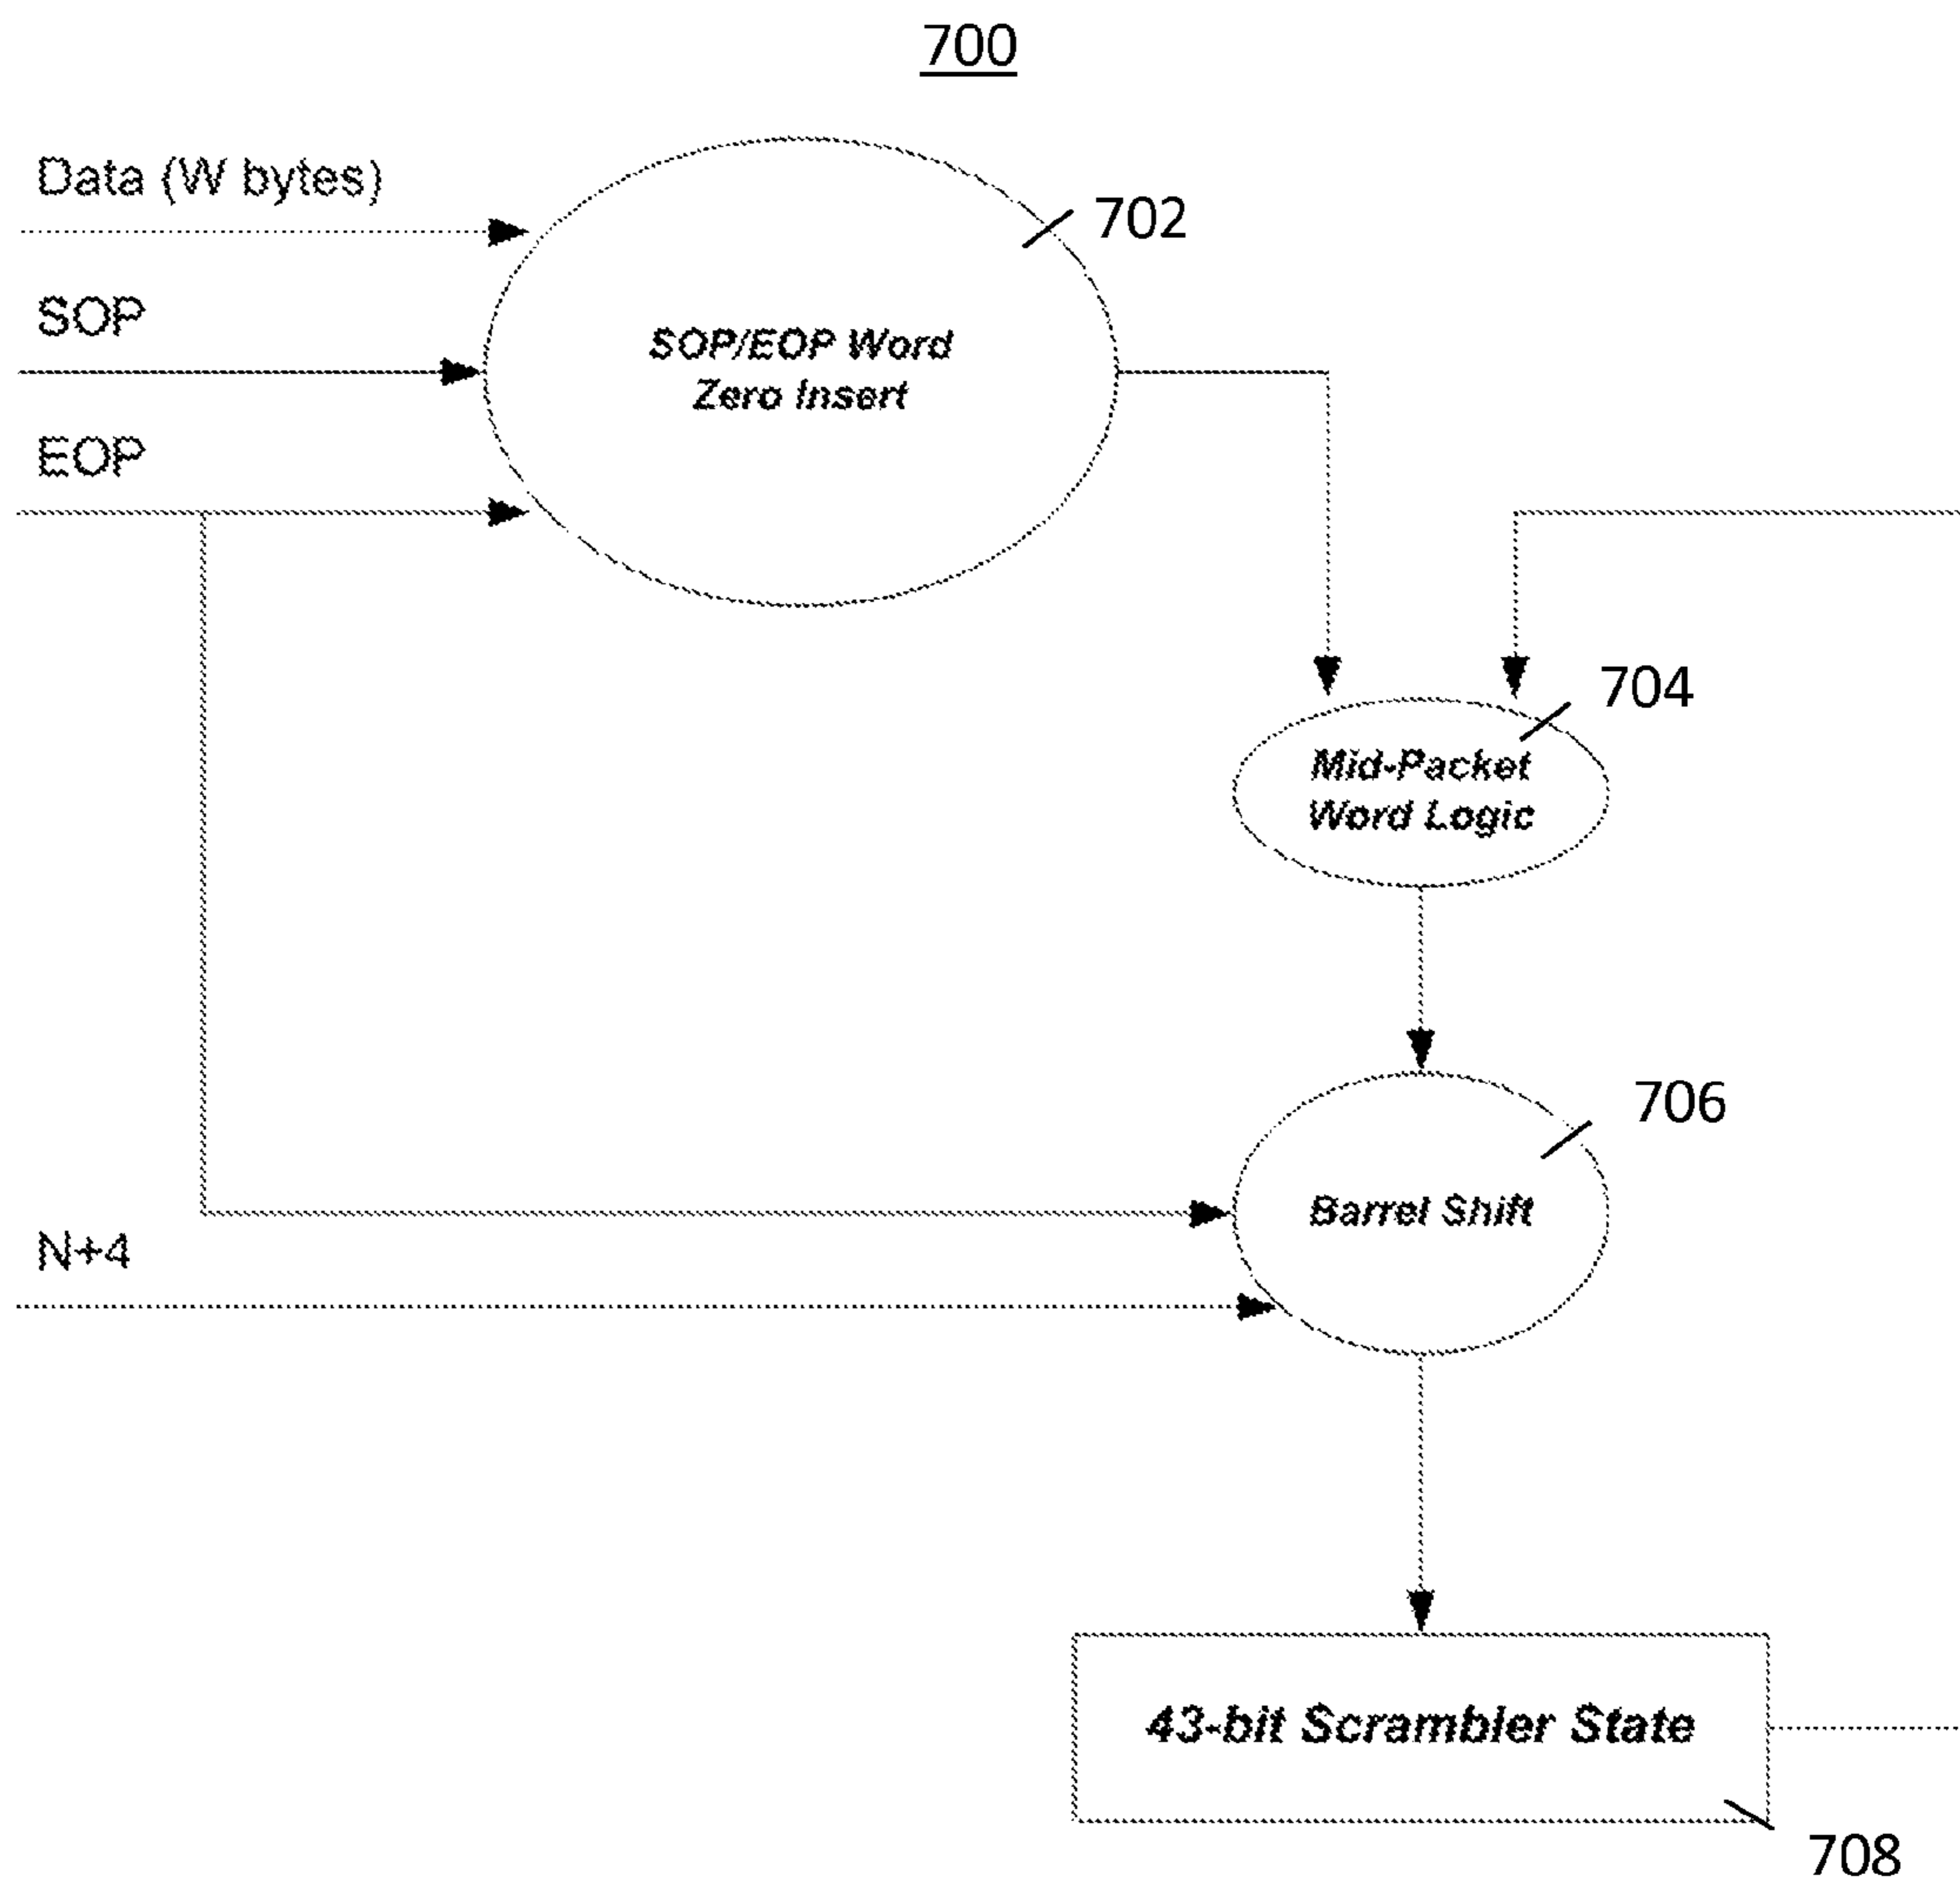 700
Data (W bytes)
702
SOP
SOP/EOP Word
Zero Insert
EOP
704
Mid-Packet
Word Logic
706
Barrel Shift
N+4
43-bit Scrambler State
708